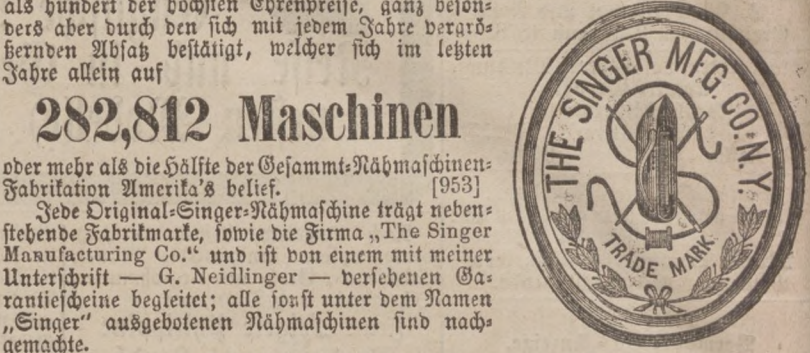 als hundert der höchsten Ehrenpreise, ganz beson⸗
ders aber durch den sich mit jedem Jahre vergrö⸗
ßernden Absatz bestätigt, welcher sich im letzten
Jahre allein auf
282,812 Maschinen
oder mehr als die Hälfte der Gesammt⸗Nähmaschinen⸗
Fabrikation Amerika's belief. [953]
Jede Original⸗Singer⸗Nähmaschine trägt neben⸗
stehende Fabrikmarke, sowie die Firma „The Singer
Manufacturing Co.“ und ist von einem mit meiner
Unterschrift — G. Neidlinger — versehenen Ga⸗
rantiescheine begleitet; alle sonst unter dem Namen
„Singer“ ausgebotenen Nähmaschinen sind nach⸗
gemachte.
THE SINGER MFG. CO. N.Y.
TRADE MARK